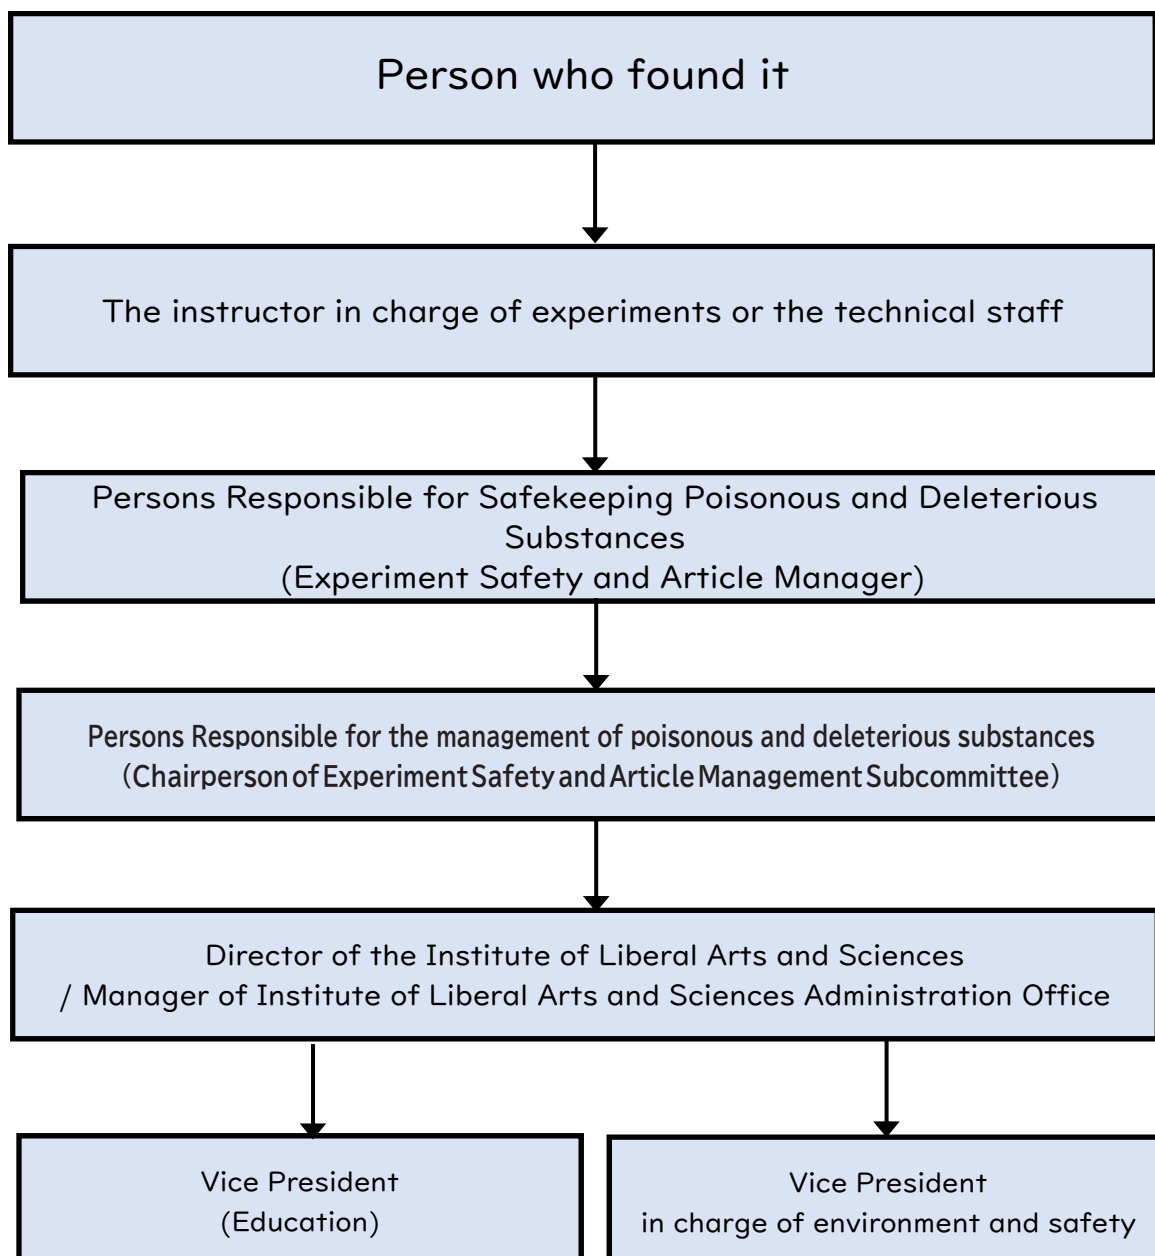 Person who found it
The instructor in charge of experiments or the technical staff
Persons Responsible for Safekeeping Poisonous and Deleterious
Substances
(Experiment Safety and Article Manager)
Persons Responsible for the management of poisonous and deleterious substances
（Chairperson of Experiment Safety and Article Management Subcommittee）
Director of the Institute of Liberal Arts and Sciences
/ Manager of Institute of Liberal Arts and Sciences Administration Office
Vice President
(Education)
Vice President
in charge of environment and safety